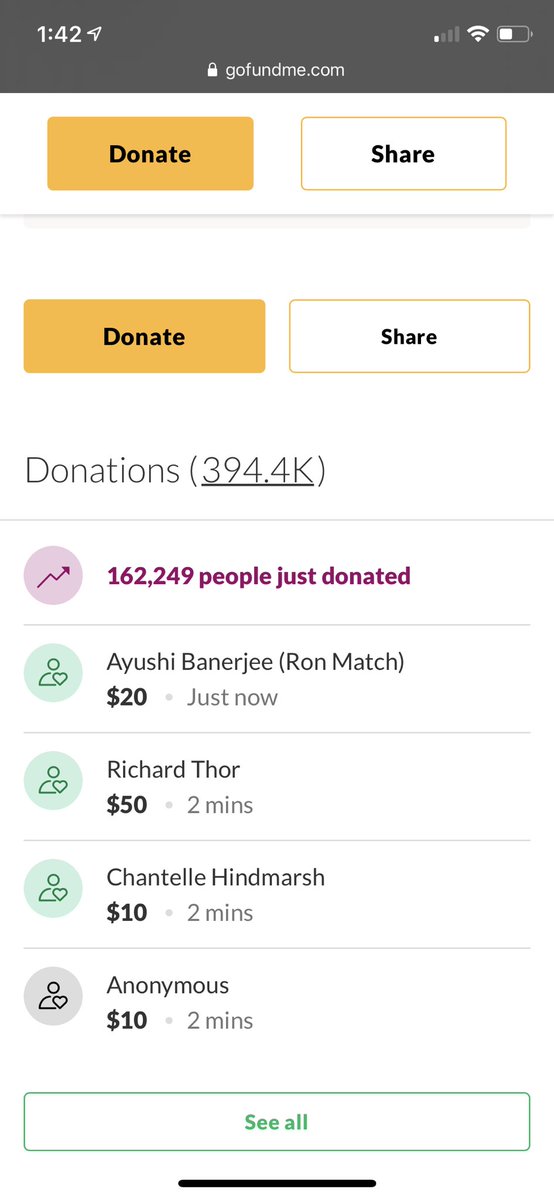 1:42
gofundme.com
Donate
Share
Donate
Share
Donations (394.4K)
162,249 people just donated
Ayushi Banerjee (Ron Match)
$20 • Just now
Richard Thor
$50 • 2 mins
Chantelle Hindmarsh
$10 • 2 mins
Anonymous
$10 • 2 mins
See all